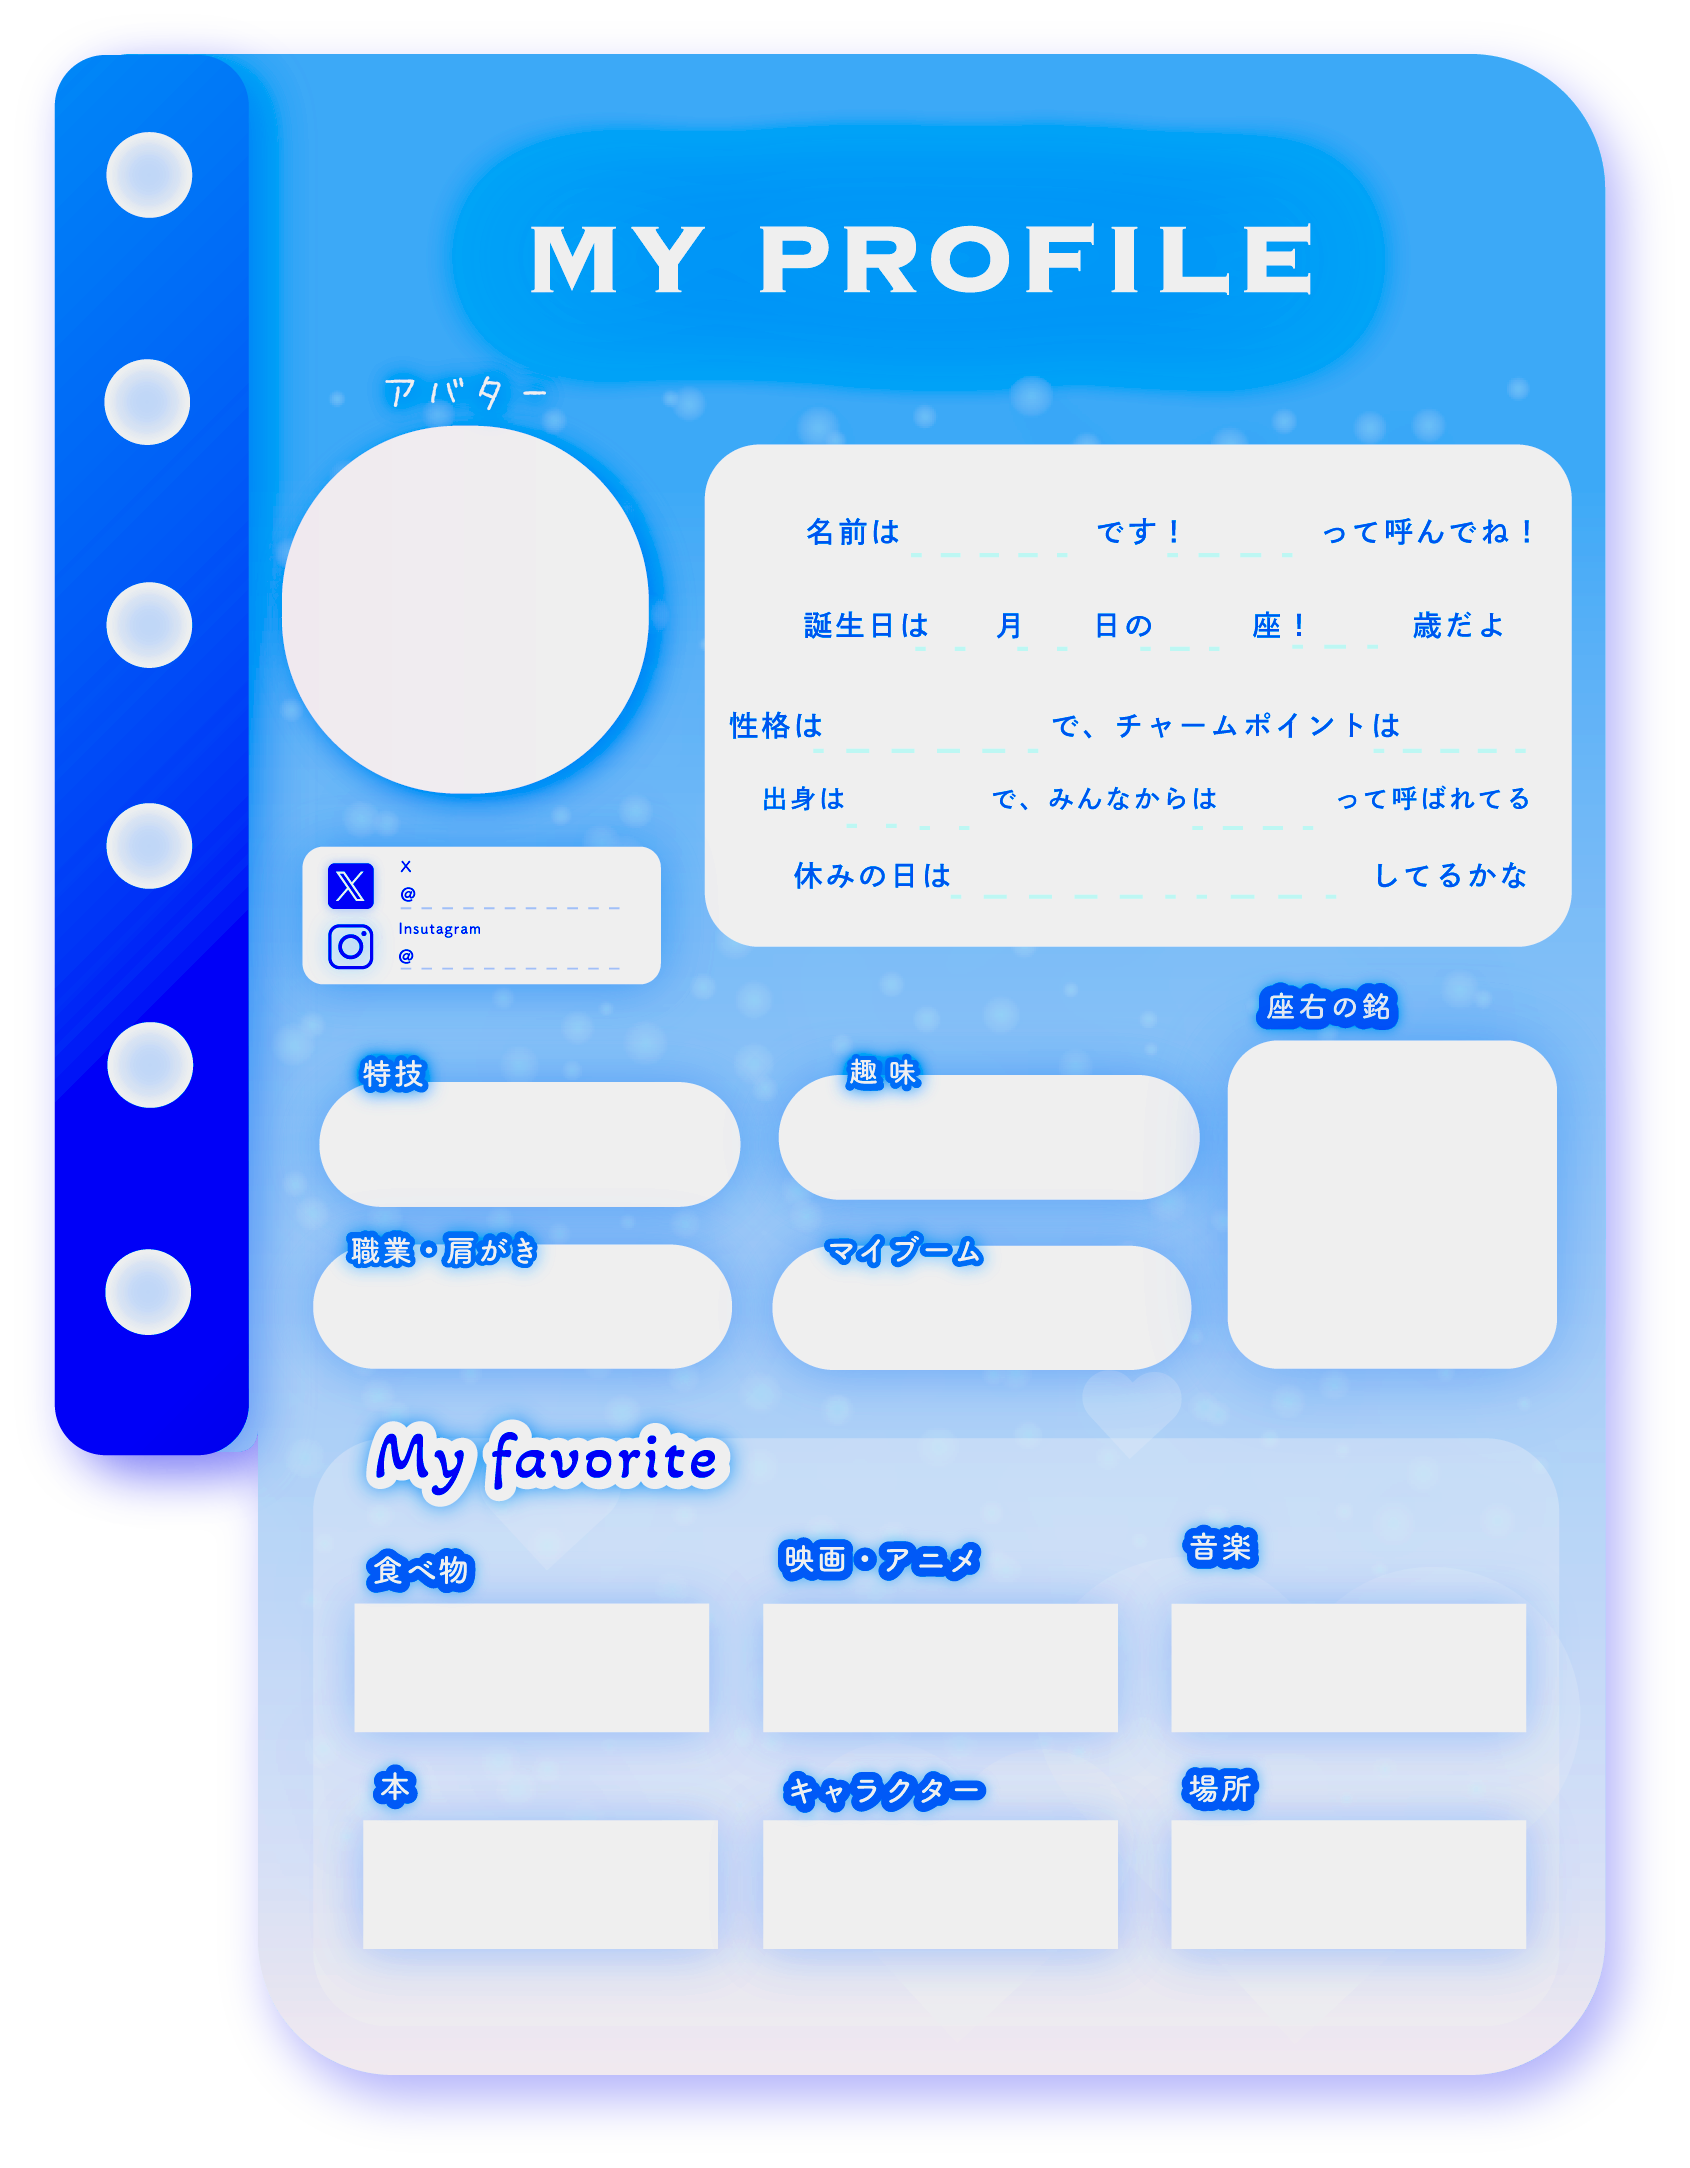 MY PROFILE
アバター
名前は です！ って呼んでね！
誕生日は 月 日の 座！ 歳だよ
性格は で、チャームポイントは
出身は で、みんなからは って呼ばれてる
休みの日は してるかな
X
@
Insutagram
@
座右の銘
特技
趣味
職業・肩がき
マイブーム
My favorite
食べ物
映画・アニメ
音楽
本
キャラクター
場所